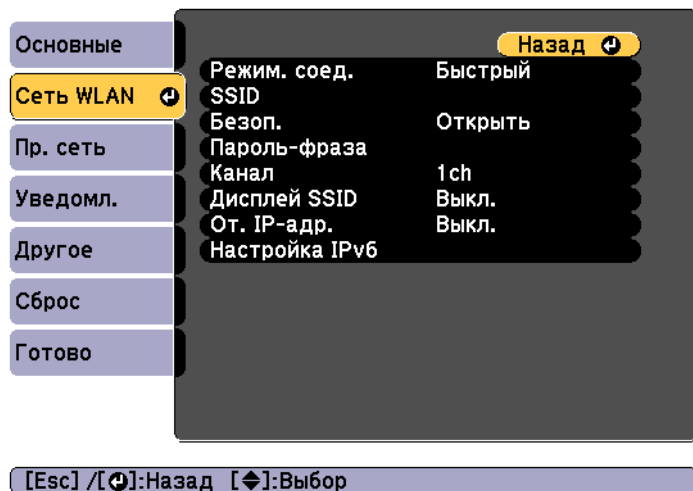 Основные
Сеть WLAN
Пр. сеть
Уведомл.
Другое
Сброс
Готово
Назад
Режим. соед. Быстрый
SSID
Безоп. Открыть
Пароль-фраза
Канал 1ch
Дисплей SSID Выкл.
От. IP-адр. Выкл.
Настройка IPv6
[Esc] /[⏎]:Назад [◆]:Выбор